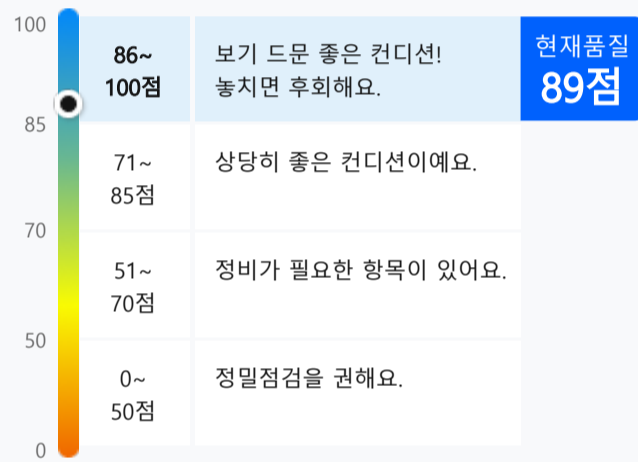 100
85
70
50
0
86~
100점
보기 드문 좋은 컨디션!
놓치면 후회해요.
현재품질
89점
71~
85점
상당히 좋은 컨디션이예요.
51~
70점
정비가 필요한 항목이 있어요.
0~
50점
정밀점검을 권해요.